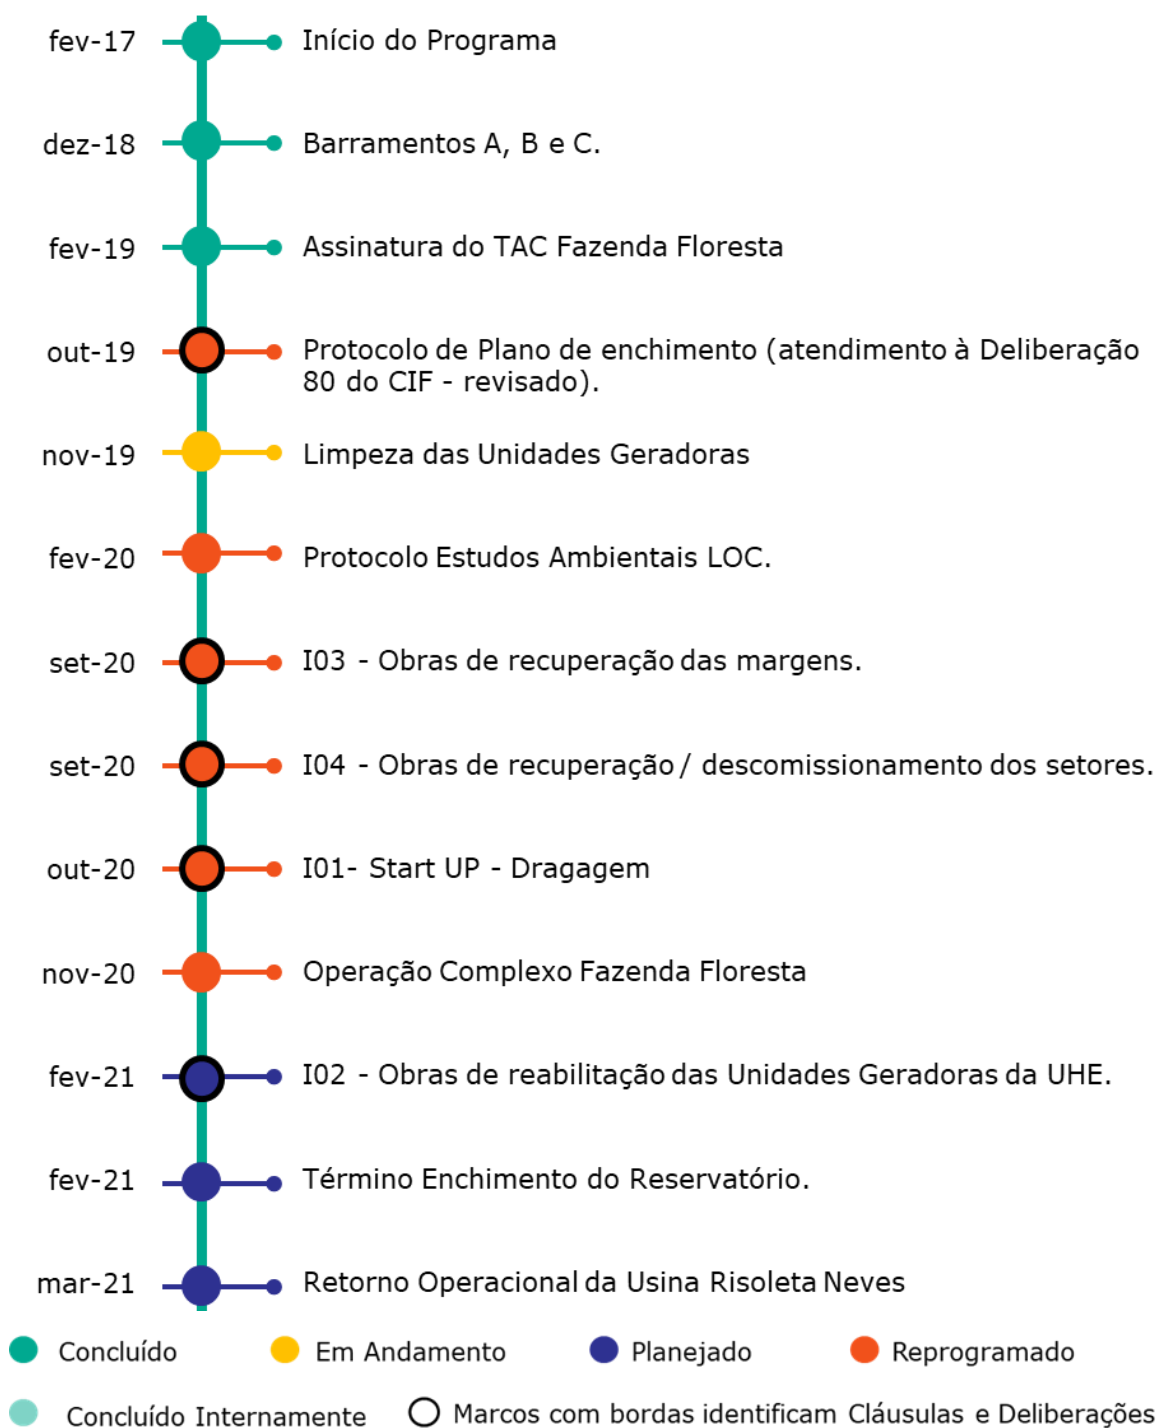 fev-17 Início do Programa
dez-18 Barramentos A, B e C.
fev-19 Assinatura do TAC Fazenda Floresta
out-19 Protocolo de Plano de enchimento (atendimento à Deliberação
80 do CIF - revisado).
nov-19 Limpeza das Unidades Geradoras
fev-20 Protocolo Estudos Ambientais LOC.
set-20 I03 - Obras de recuperação das margens.
set-20 I04 - Obras de recuperação / descomissionamento dos setores.
out-20 I01- Start UP - Dragagem
nov-20 Operação Complexo Fazenda Floresta
fev-21 I02 - Obras de reabilitação das Unidades Geradoras da UHE.
fev-21 Término Enchimento do Reservatório.
mar-21 Retorno Operacional da Usina Risoleta Neves
Concluído Em Andamento Planejado Reprogramado
Concluído Internamente Marcos com bordas identificam Cláusulas e Deliberações